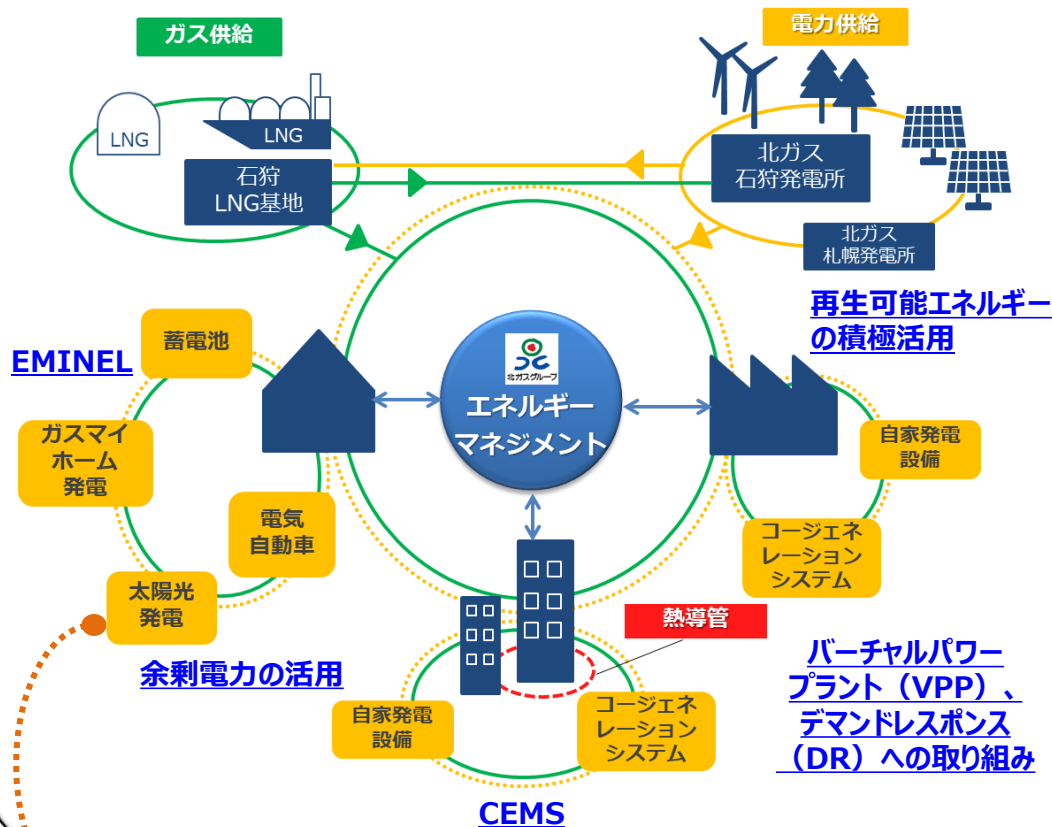 ガス供給
電力供給
LNG
LNG
石狩
LNG基地
北ガス
石狩発電所
北ガス
札幌発電所
再生可能エネルギー
の積極活用
EMINEL
蓄電池
ガスマイ
ホーム
発電
電気
自動車
太陽光
発電
余剰電力の活用
北ガスグループ
エネルギー
マネジメント
自家発電
設備
コージェネ
レーション
システム
熱導管
自家発電
設備
コージェネ
レーション
システム
CEMS
バーチャルパワー
プラント（VPP）、
デマンドレスポンス
（DR）への取り組み